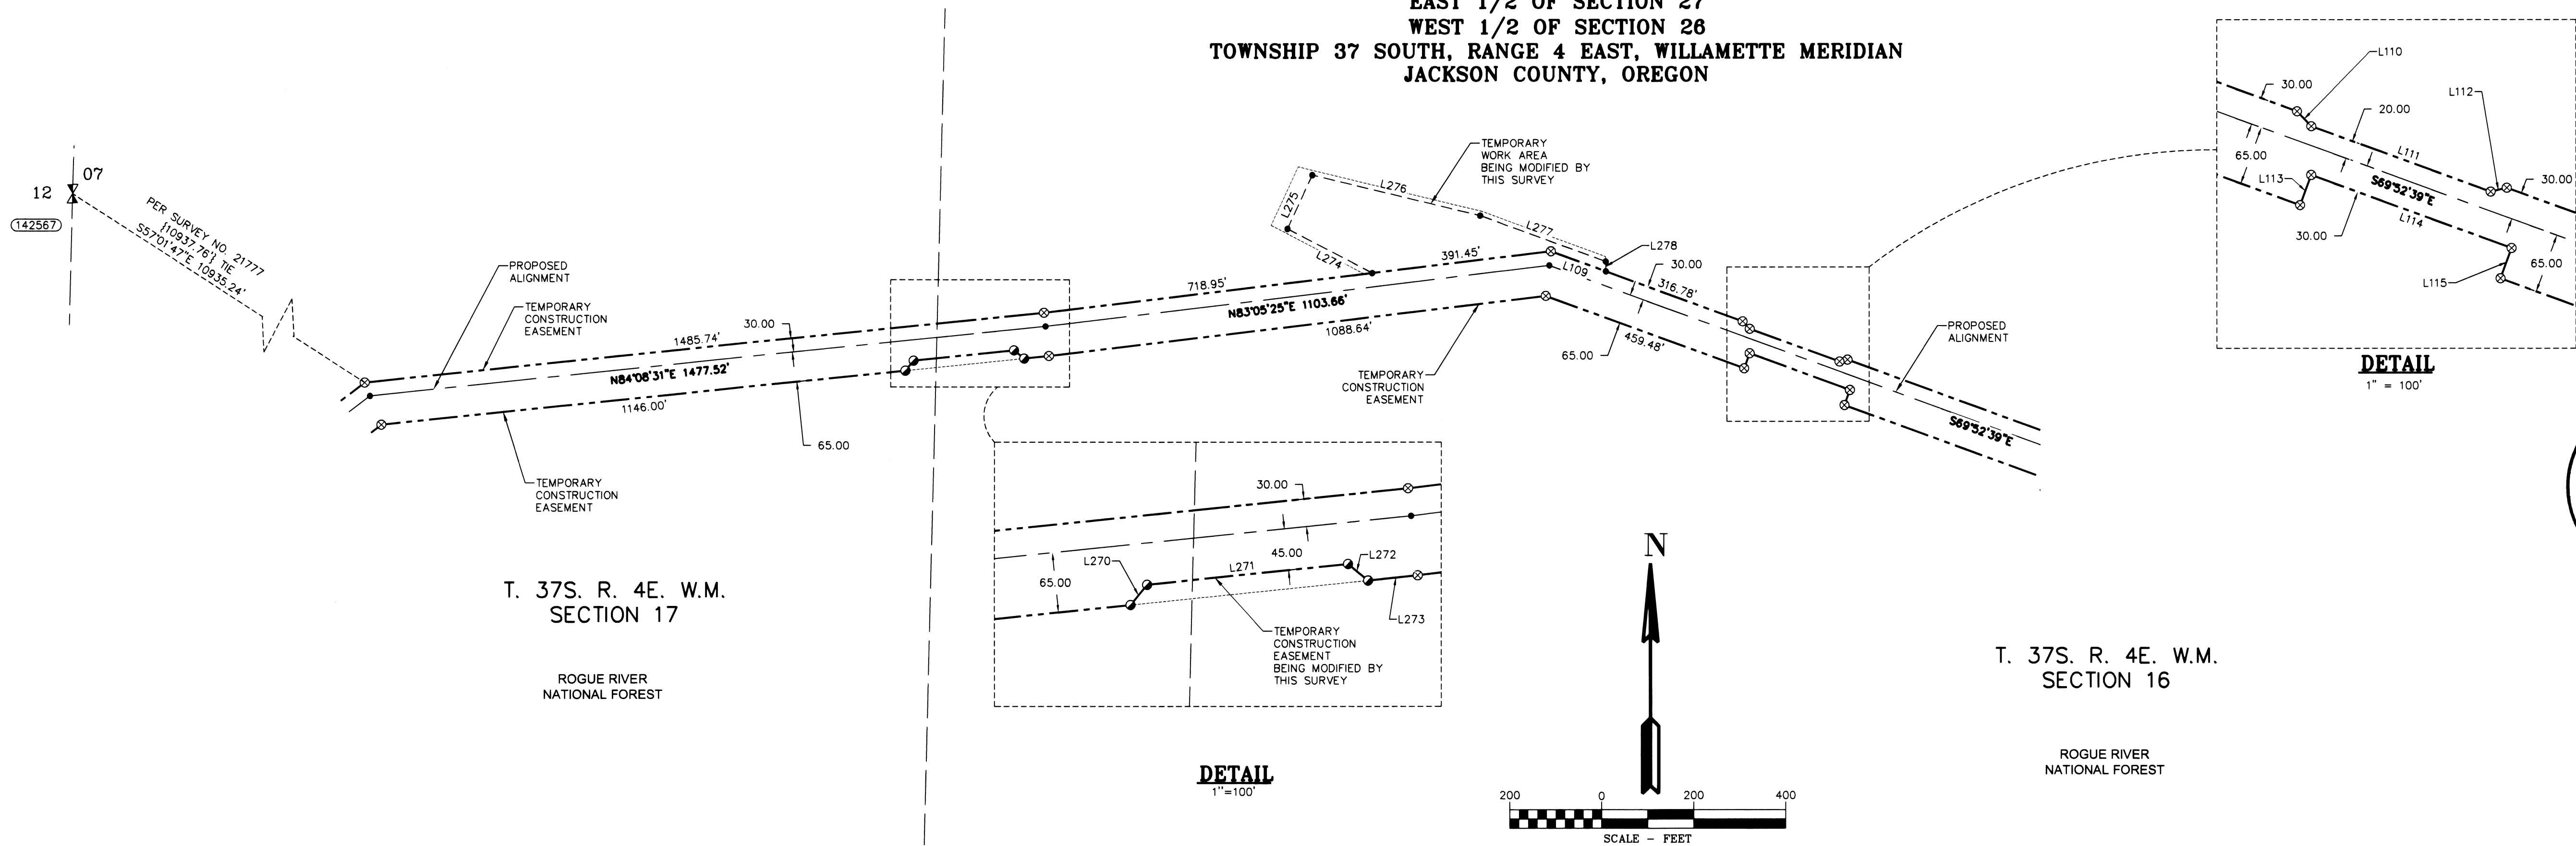 EAST 1/2 OF SECTION 27
WEST 1/2 OF SECTION 26
TOWNSHIP 37 SOUTH, RANGE 4 EAST, WILLAMETTE MERIDIAN
JACKSON COUNTY, OREGON
12
07
142567
PER SURVEY NO. 21777
{10937.76'} TIE
S57°01'47"E 10935.24'
PROPOSED
ALIGNMENT
TEMPORARY
CONSTRUCTION
EASEMENT
1485.74'
30.00
N84°08'31"E 1477.52'
1146.00'
65.00
TEMPORARY
CONSTRUCTION
EASEMENT
718.95'
391.45'
N83°05'25"E 1103.66'
1088.64'
TEMPORARY
CONSTRUCTION
EASEMENT
TEMPORARY
WORK AREA
BEING MODIFIED BY
THIS SURVEY
L276
L275
L274
L277
L278
L109
30.00
316.78'
65.00
459.48'
PROPOSED
ALIGNMENT
S69°52'39"E
L110
30.00
L112
20.00
L111
65.00
L113
S69°52'39"E
30.00
L114
30.00
65.00
L115
DETAIL
1" = 100'
30.00
L270
45.00
L272
L271
65.00
L273
TEMPORARY
CONSTRUCTION
EASEMENT
BEING MODIFIED BY
THIS SURVEY
DETAIL
1"=100'
T. 37S. R. 4E. W.M.
SECTION 17
ROGUE RIVER
NATIONAL FOREST
N
200 0 200 400
SCALE - FEET
T. 37S. R. 4E. W.M.
SECTION 16
ROGUE RIVER
NATIONAL FOREST